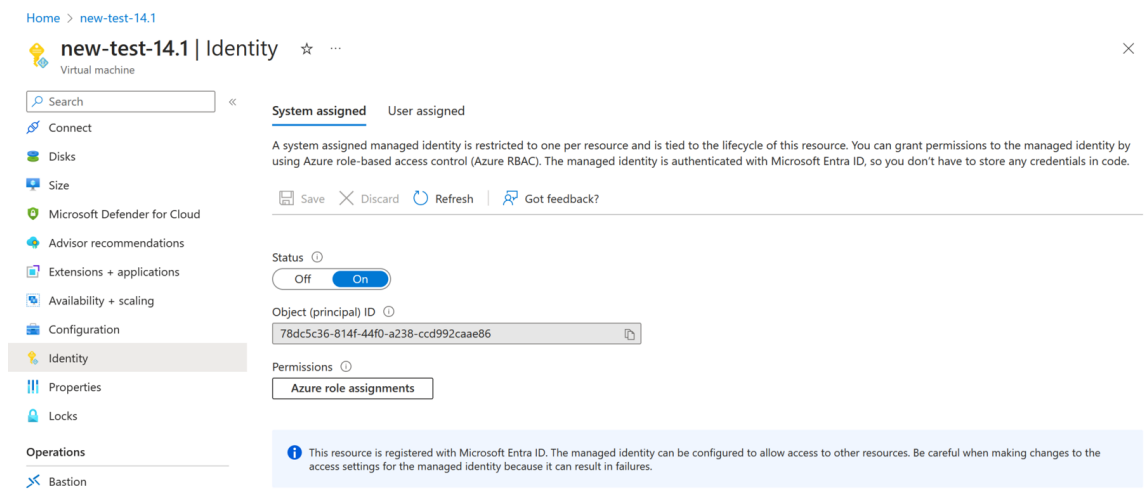 Home > new-test-14.1
new-test-14.1 | Identity
Virtual machine
Search
Connect
Disks
Size
Microsoft Defender for Cloud
Advisor recommendations
Extensions + applications
Availability + scaling
Configuration
Identity
Properties
Locks
Operations
Bastion
System assigned User assigned
A system assigned managed identity is restricted to one per resource and is tied to the lifecycle of this resource. You can grant permissions to the managed identity by
using Azure role-based access control (Azure RBAC). The managed identity is authenticated with Microsoft Entra ID, so you don’t have to store any credentials in code.
Save Discard Refresh Got feedback?
Status
Off On
Object (principal) ID
78dc5c36-814f-44f0-a238-ccd992caae86
Permissions
Azure role assignments
This resource is registered with Microsoft Entra ID. The managed identity can be configured to allow access to other resources. Be careful when making changes to the
access settings for the managed identity because it can result in failures.